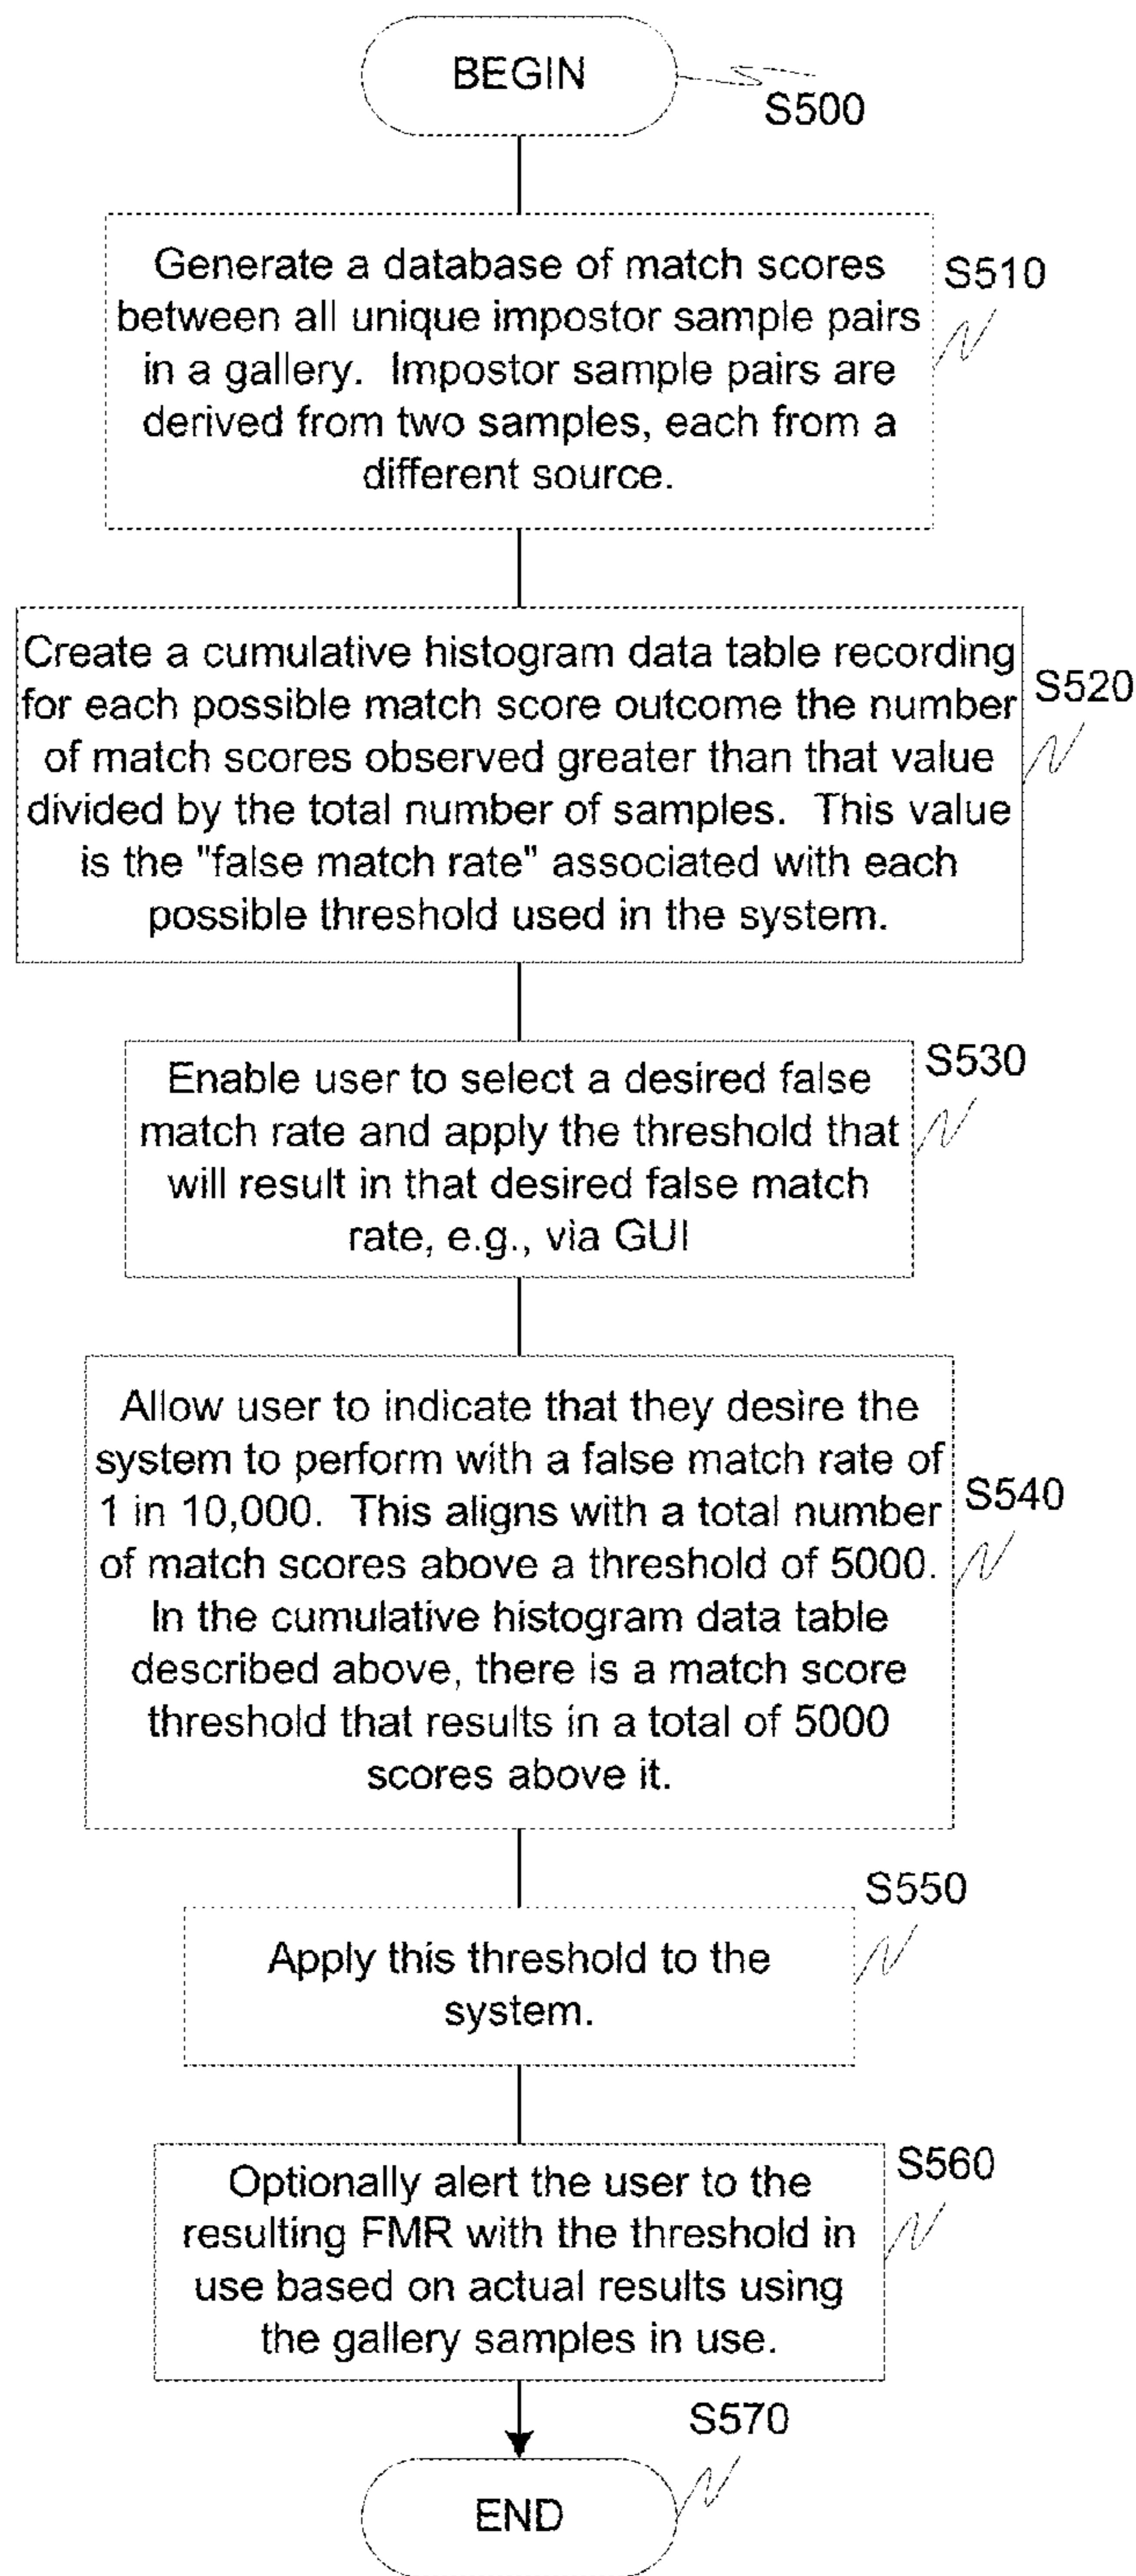 BEGIN
S500
Generate a database of match scores
between all unique impostor sample pairs
in a gallery. Impostor sample pairs are
derived from two samples, each from a
different source.
S510
Create a cumulative histogram data table recording
for each possible match score outcome the number
of match scores observed greater than that value
divided by the total number of samples. This value
is the "false match rate" associated with each
possible threshold used in the system.
S520
Enable user to select a desired false
match rate and apply the threshold that
will result in that desired false match
rate, e.g., via GUI
S530
Allow user to indicate that they desire the
system to perform with a false match rate of
1 in 10,000. This aligns with a total number
of match scores above a threshold of 5000.
In the cumulative histogram data table
described above, there is a match score
threshold that results in a total of 5000
scores above it.
S540
Apply this threshold to the
system.
S550
Optionally alert the user to the
resulting FMR with the threshold in
use based on actual results using
the gallery samples in use.
S560
END
S570